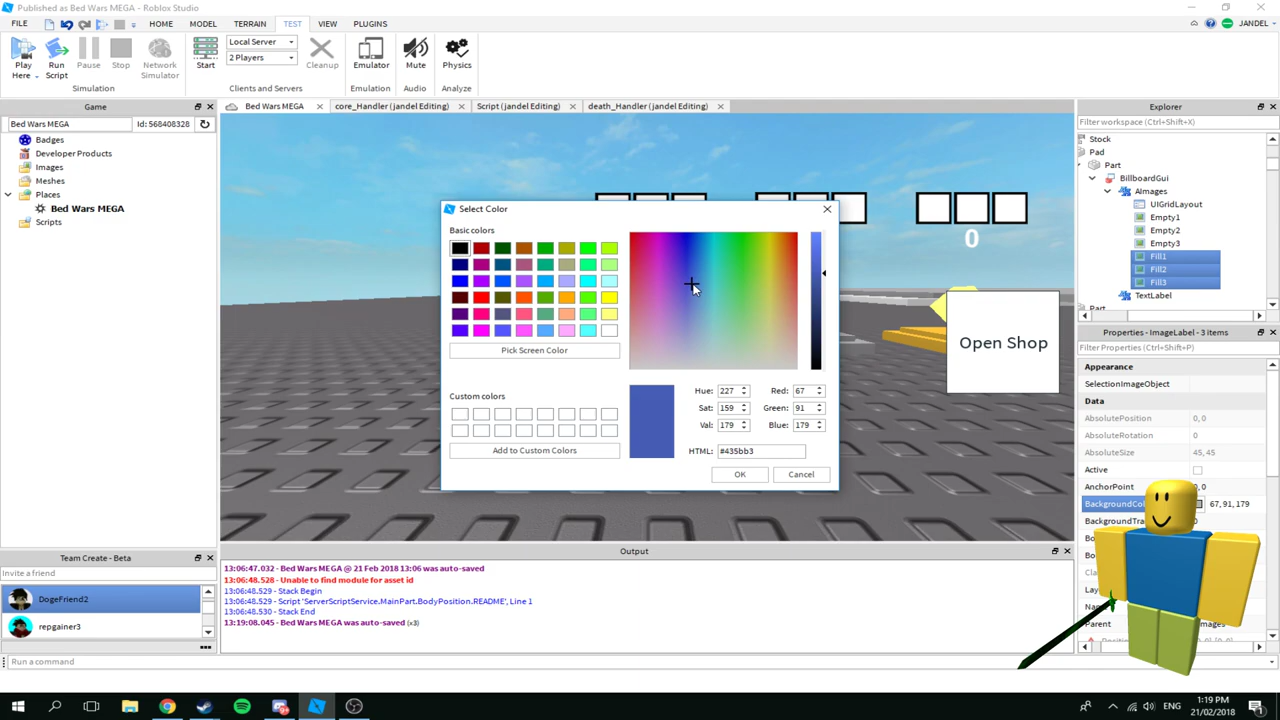 Published as Bed Wars MEGA - Roblox Studio
FILE HOME MODEL TERRAIN TEST VIEW PLUGINS JANDEL
Play Here
Run Script
Pause
Stop
Network Simulator
Simulation
Start
Local Server
2 Players
Cleanup
Clients and Servers
Emulator
Emulation
Mute
Audio
Physics
Analyze
Game
Bed Wars MEGA Id: 568408328
Badges
Developer Products
Images
Meshes
Places
Bed Wars MEGA
Scripts
Team Create - Beta
Invite a friend
DogeFriend2
repgainer3
Bed Wars MEGA core_Handler (jandel Editing) Script (jandel Editing) death_Handler (jandel Editing)
0
Open Shop
Select Color
Basic colors
Pick Screen Color
Custom colors
Add to Custom Colors
Hue: 227 Red: 67
Sat: 159 Green: 91
Val: 179 Blue: 179
HTML: #435bb3
OK Cancel
Output
13:06:47.032 - Bed Wars MEGA @ 21 Feb 2018 13:06 was auto-saved
13:06:48.528 - Unable to find module for asset id
13:06:48.529 - Stack Begin
13:06:48.529 - Script 'ServerScriptService.MainPart.BodyPosition.README', Line 1
13:06:48.530 - Stack End
13:19:08.045 - Bed Wars MEGA was auto-saved (x3)
Run a command
Explorer
Filter workspace (Ctrl+Shift+X)
Stock
Pad
Part
BillboardGui
AImages
UIGridLayout
Empty1
Empty2
Empty3
Fill1
Fill2
Fill3
TextLabel
Part
Properties - ImageLabel - 3 items
Filter Properties (Ctrl+Shift+P)
Appearance
SelectionImageObject
Data
AbsolutePosition 0, 0
AbsoluteRotation 0
AbsoluteSize 45, 45
Active
AnchorPoint 0, 0
BackgroundCol 67, 91, 179
BackgroundTra
Bo
Bo
Cla
Lay
Na
Parent
ENG
1:19 PM
21/02/2018
1